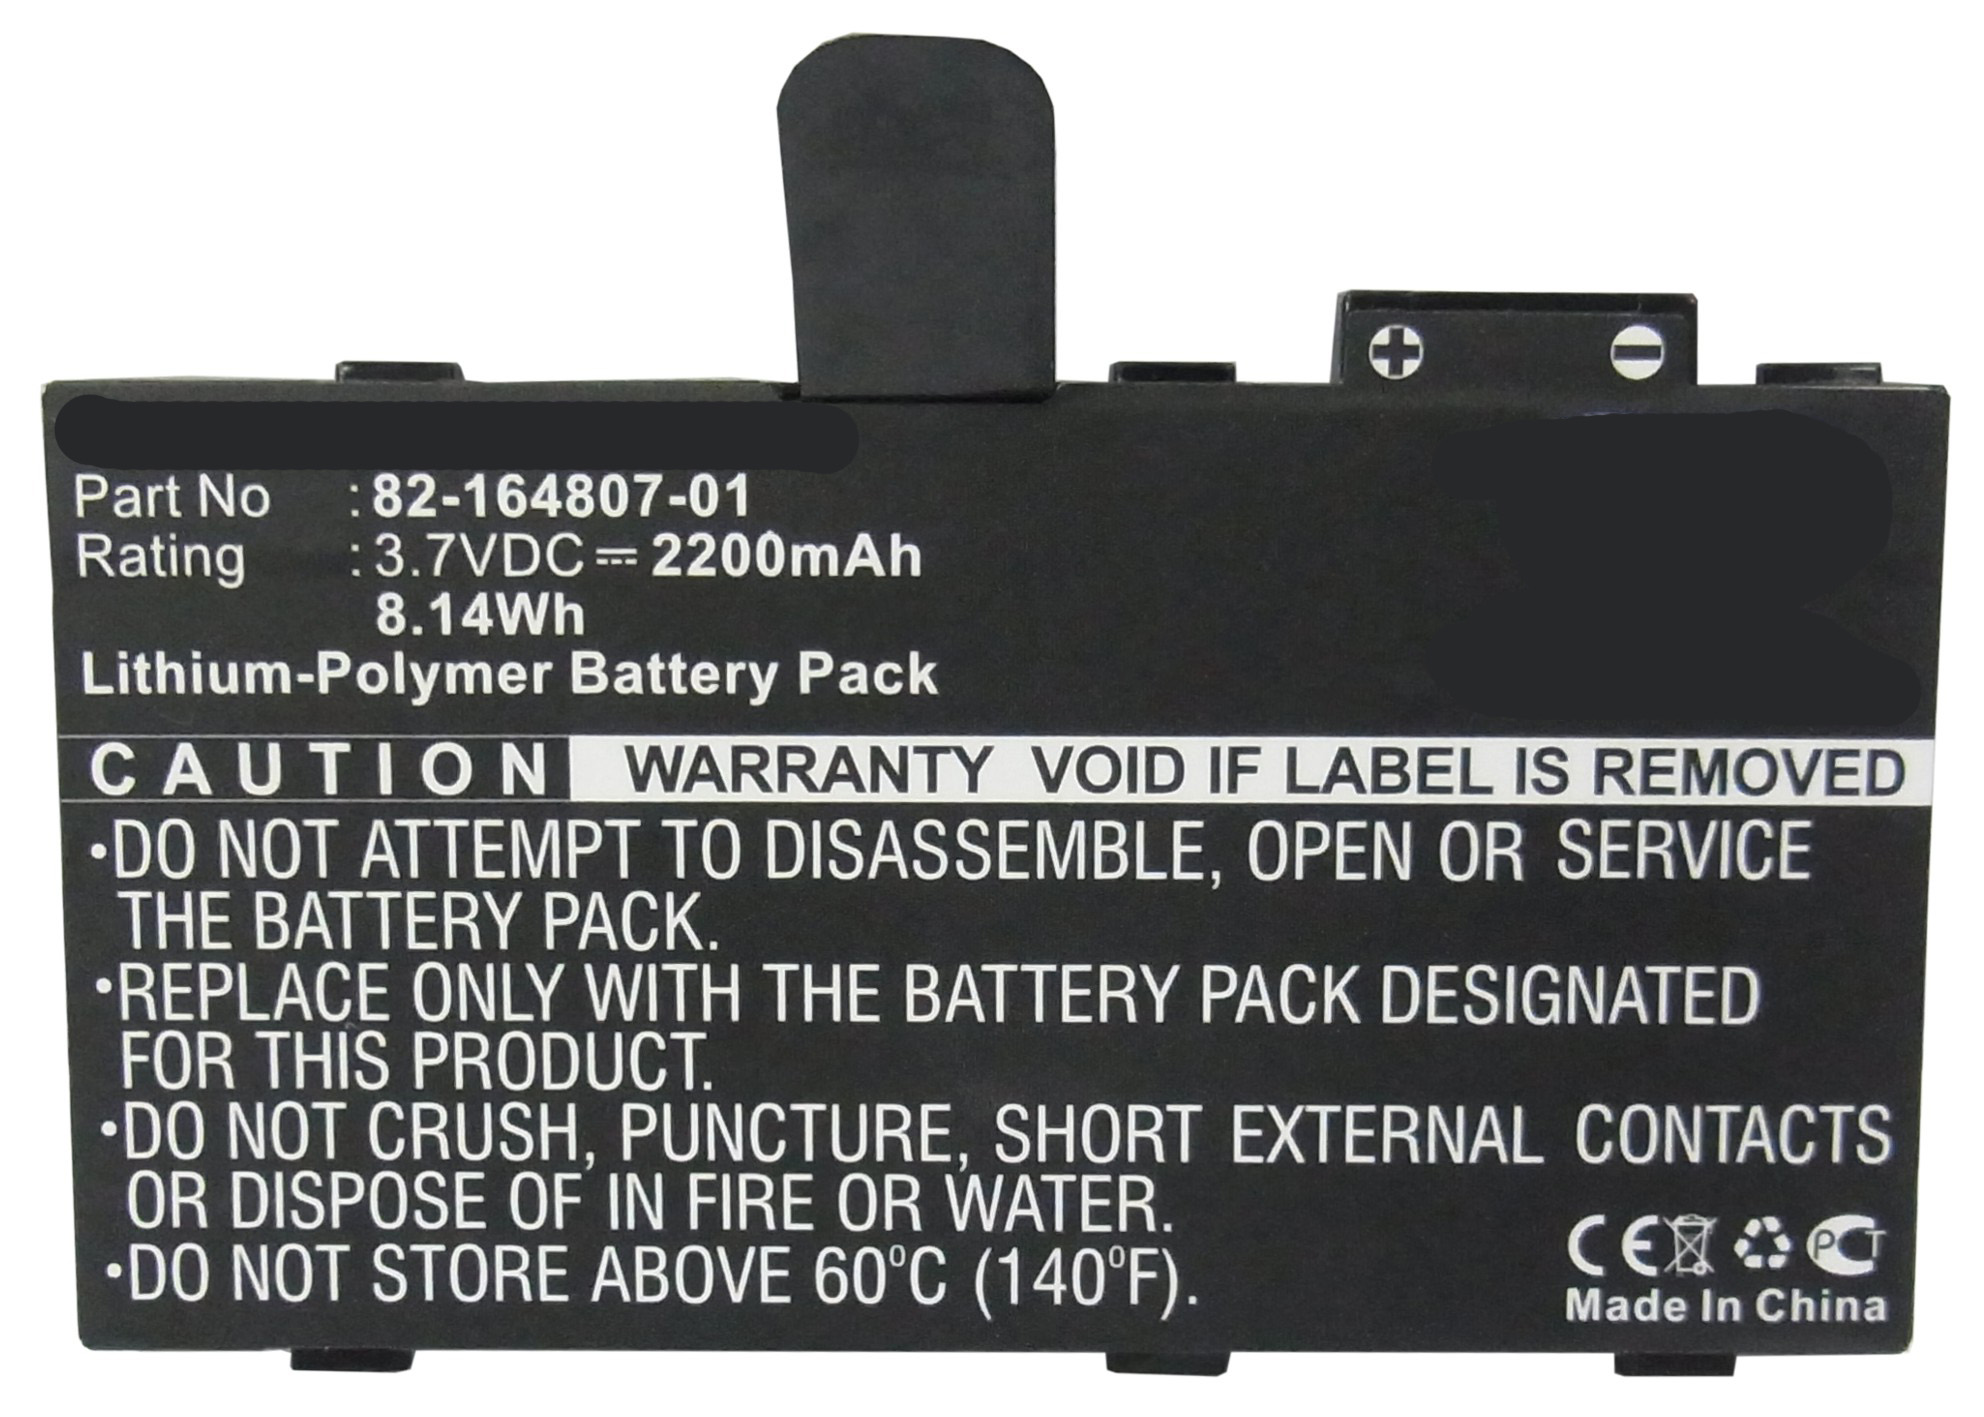 + −
Part No : 82-164807-01
Rating : 3.7VDC ⎓ 2200mAh
8.14Wh
Lithium-Polymer Battery Pack
CAUTION WARRANTY VOID IF LABEL IS REMOVED
•DO NOT ATTEMPT TO DISASSEMBLE, OPEN OR SERVICE
THE BATTERY PACK.
•REPLACE ONLY WITH THE BATTERY PACK DESIGNATED
FOR THIS PRODUCT.
•DO NOT CRUSH, PUNCTURE, SHORT EXTERNAL CONTACTS
OR DISPOSE OF IN FIRE OR WATER.
•DO NOT STORE ABOVE 60°C (140°F).
CE PCT
Made In China